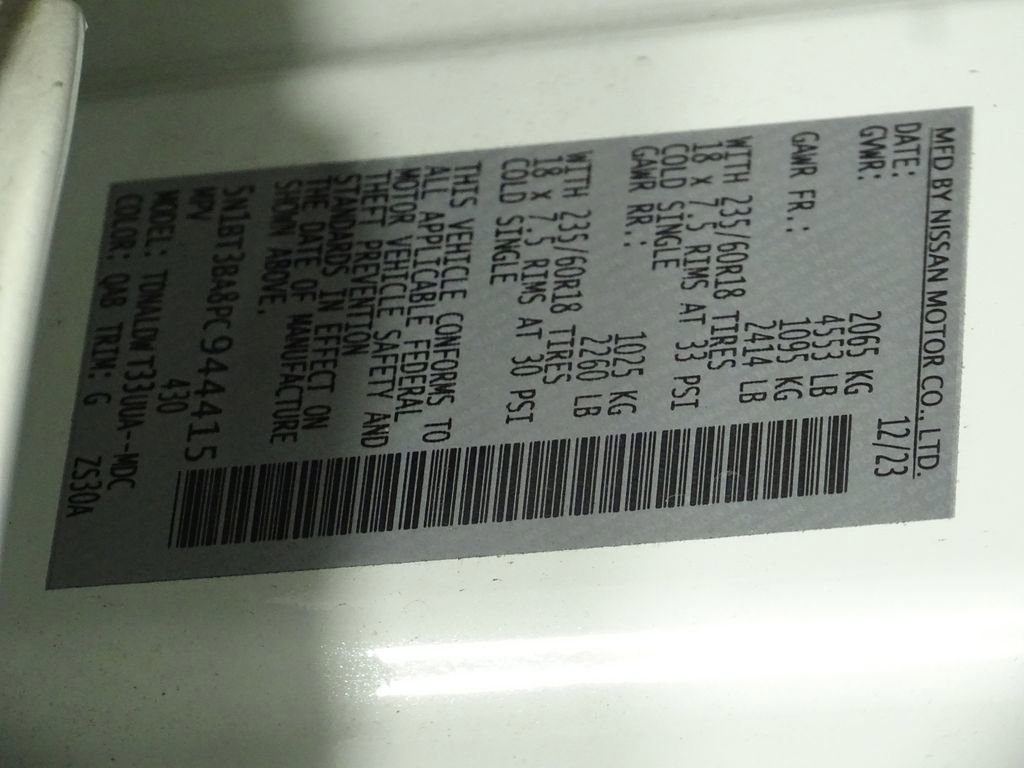 MFD BY NISSAN MOTOR CO., LTD.
DATE: 12/23
GVWR: 2065 KG
4553 LB
GAWR FR.: 1095 KG
2414 LB
WITH 235/60R18 TIRES
18 X 7.5 RIMS AT 33 PSI
COLD SINGLE
GAWR RR.: 1025 KG
2260 LB
WITH 235/60R18 TIRES
18 X 7.5 RIMS AT 30 PSI
COLD SINGLE
THIS VEHICLE CONFORMS TO
ALL APPLICABLE FEDERAL
MOTOR VEHICLE SAFETY AND
THEFT PREVENTION
STANDARDS IN EFFECT ON
THE DATE OF MANUFACTURE
SHOWN ABOVE.
5N1BT3BA8PC944415
MPV 430
MODEL: TDNALDWT33UUA--MDC
COLOR: QAB TRIM: G ZS30A